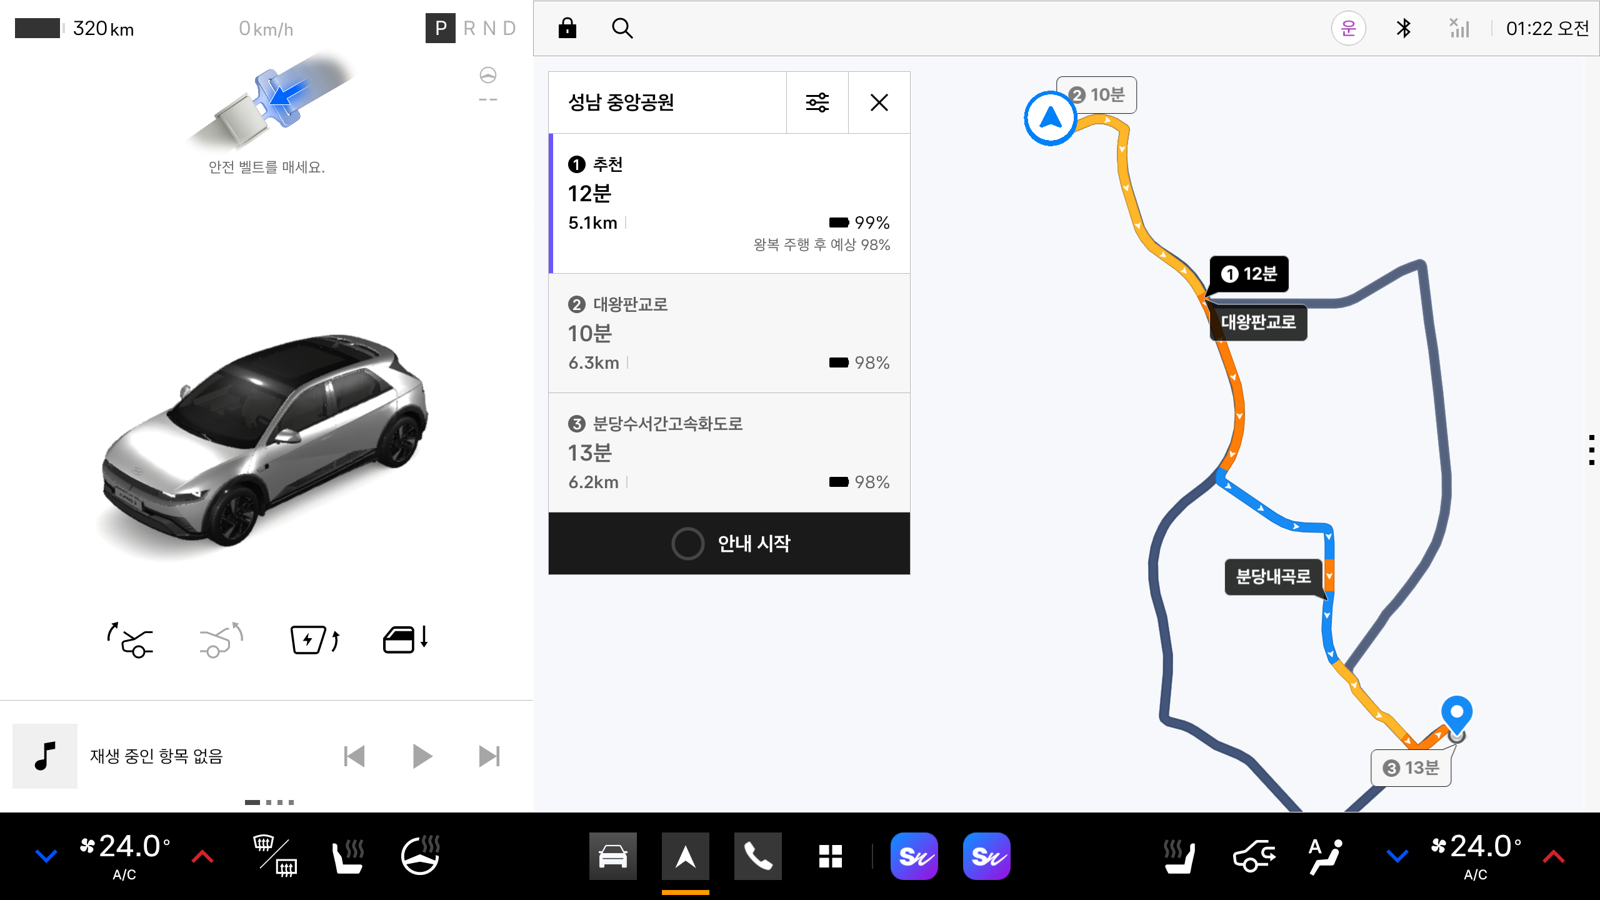 320 km
0 km/h
P R N D
--
안전 벨트를 매세요.
재생 중인 항목 없음
운
01:22 오전
성남 중앙공원
1 추천
12분
5.1km
99%
왕복 주행 후 예상 98%
2 대왕판교로
10분
6.3km
98%
3 분당수서간고속화도로
13분
6.2km
98%
안내 시작
2 10분
1 12분
대왕판교로
분당내곡로
3 13분
24.0°
A/C
A
24.0°
A/C